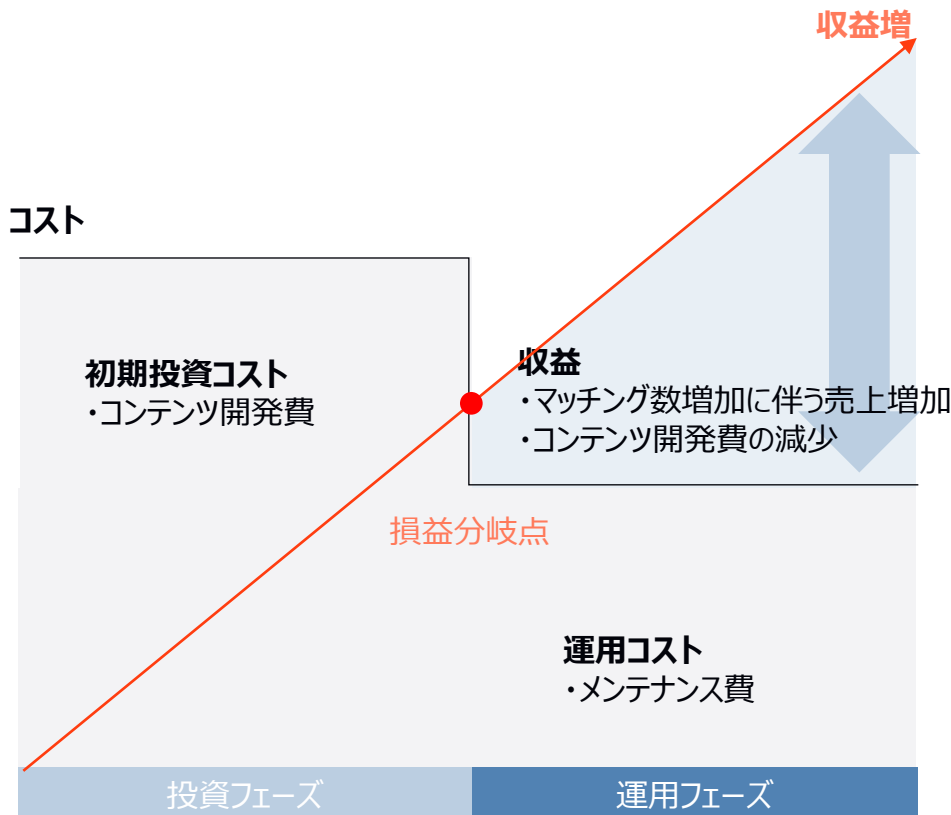 収益増
コスト
初期投資コスト
・コンテンツ開発費
収益
・マッチング数増加に伴う売上増加
・コンテンツ開発費の減少
損益分岐点
運用コスト
・メンテナンス費
投資フェーズ
運用フェーズ